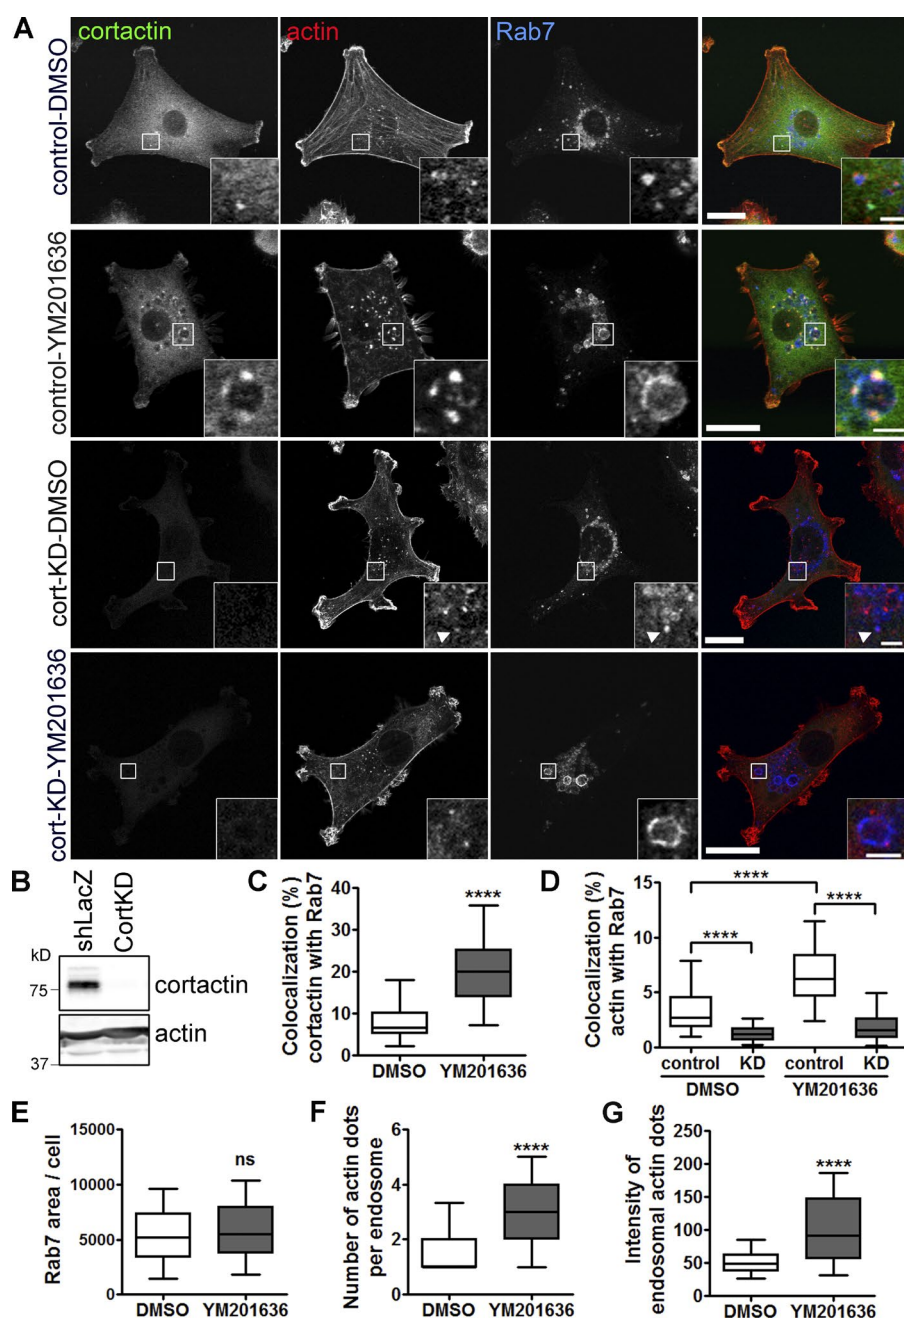 A
cortactin
actin
Rab7
control-DMSO
control-YM201636
cort-KD-DMSO
cort-KD-YM201636
B
shLacZ
CortKD
kD
75
37
cortactin
actin
C
Colocalization (%)
cortactin with Rab7
40
30
20
10
0
****
DMSO
YM201636
D
Colocalization (%)
actin with Rab7
15
10
5
0
****
****
****
control
KD
control
KD
DMSO
YM201636
E
Rab7 area / cell
15000
10000
5000
0
ns
DMSO
YM201636
F
Number of actin dots
per endosome
6
4
2
0
****
DMSO
YM201636
G
Intensity of
endosomal actin dots
250
200
150
100
50
0
****
DMSO
YM201636